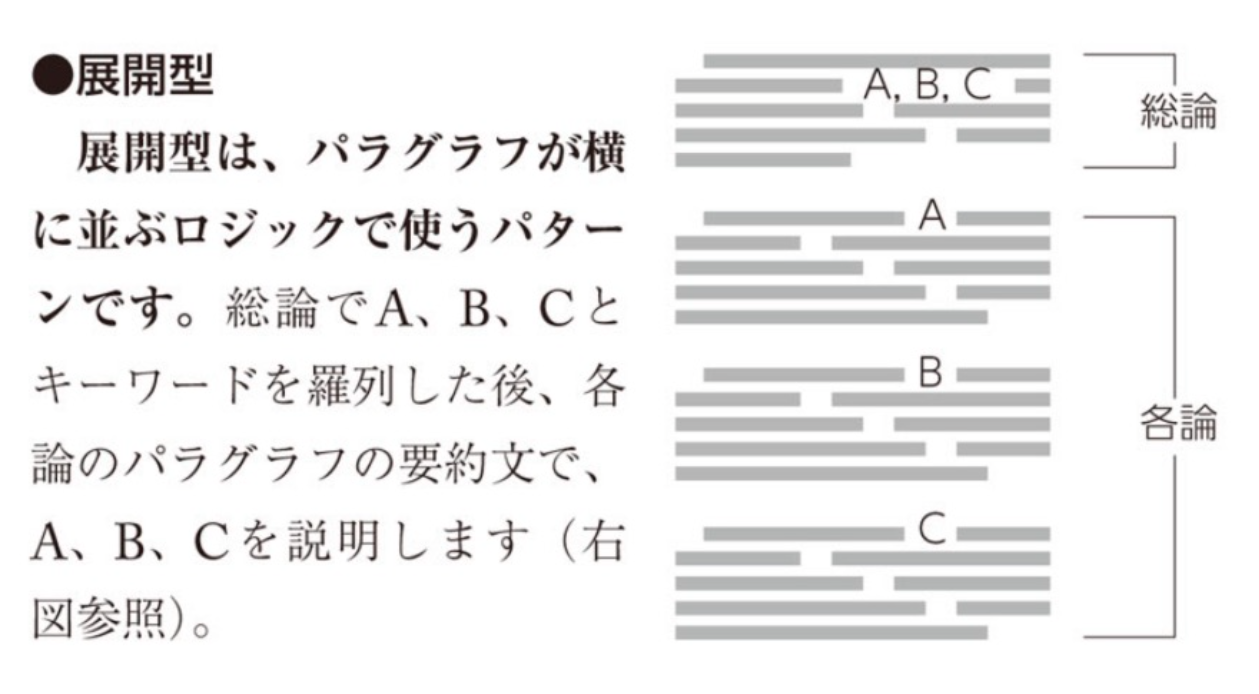 ●展開型
展開型は、パラグラフが横
に並ぶロジックで使うパター
ンです。総論でA、B、Cと
キーワードを羅列した後、各
論のパラグラフの要約文で、
A、B、Cを説明します（右
図参照）。
A, B, C
総論
A
B
C
各論